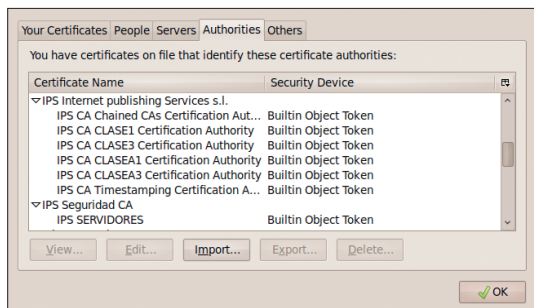 Your Certificates People Servers Authorities Others
You have certificates on file that identify these certificate authorities:
Certificate Name Security Device
IPS Internet publishing Services s.l.
IPS CA Chained CAs Certification Aut... Builtin Object Token
IPS CA CLASE1 Certification Authority Builtin Object Token
IPS CA CLASE3 Certification Authority Builtin Object Token
IPS CA CLASEA1 Certification Authority Builtin Object Token
IPS CA CLASEA3 Certification Authority Builtin Object Token
IPS CA Timestamping Certification A... Builtin Object Token
IPS Seguridad CA
IPS SERVIDORES Builtin Object Token
View... Edit... Import... Export... Delete...
OK